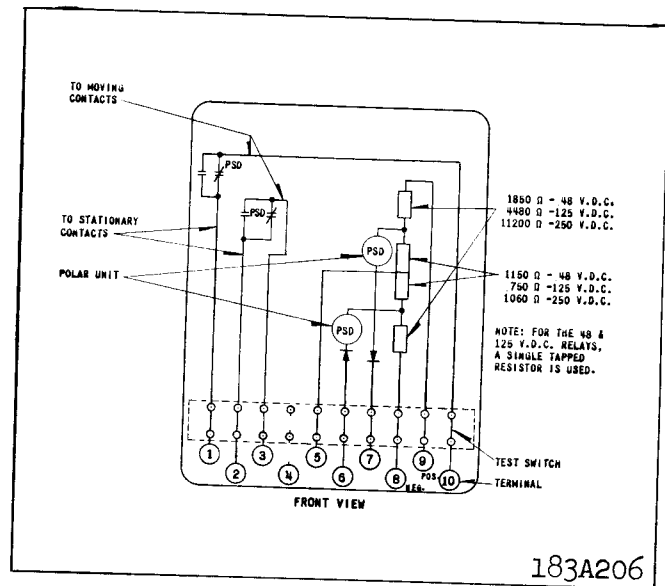 TO MOVING
CONTACTS
PSD
PSD
TO STATIONARY
CONTACTS
POLAR UNIT
PSD
PSD
1850 Ω - 48 V.D.C.
4480 Ω -125 V.D.C.
11200 Ω -250 V.D.C.
1150 Ω - 48 V.D.C.
750 Ω -125 V.D.C.
1060 Ω -250 V.D.C.
NOTE: FOR THE 48 &
125 V.D.C. RELAYS,
A SINGLE TAPPED
RESISTOR IS USED.
1
2
3
4
5
6
7
8
9
10
NEG.
POS.
TEST SWITCH
TERMINAL
FRONT VIEW
183A206